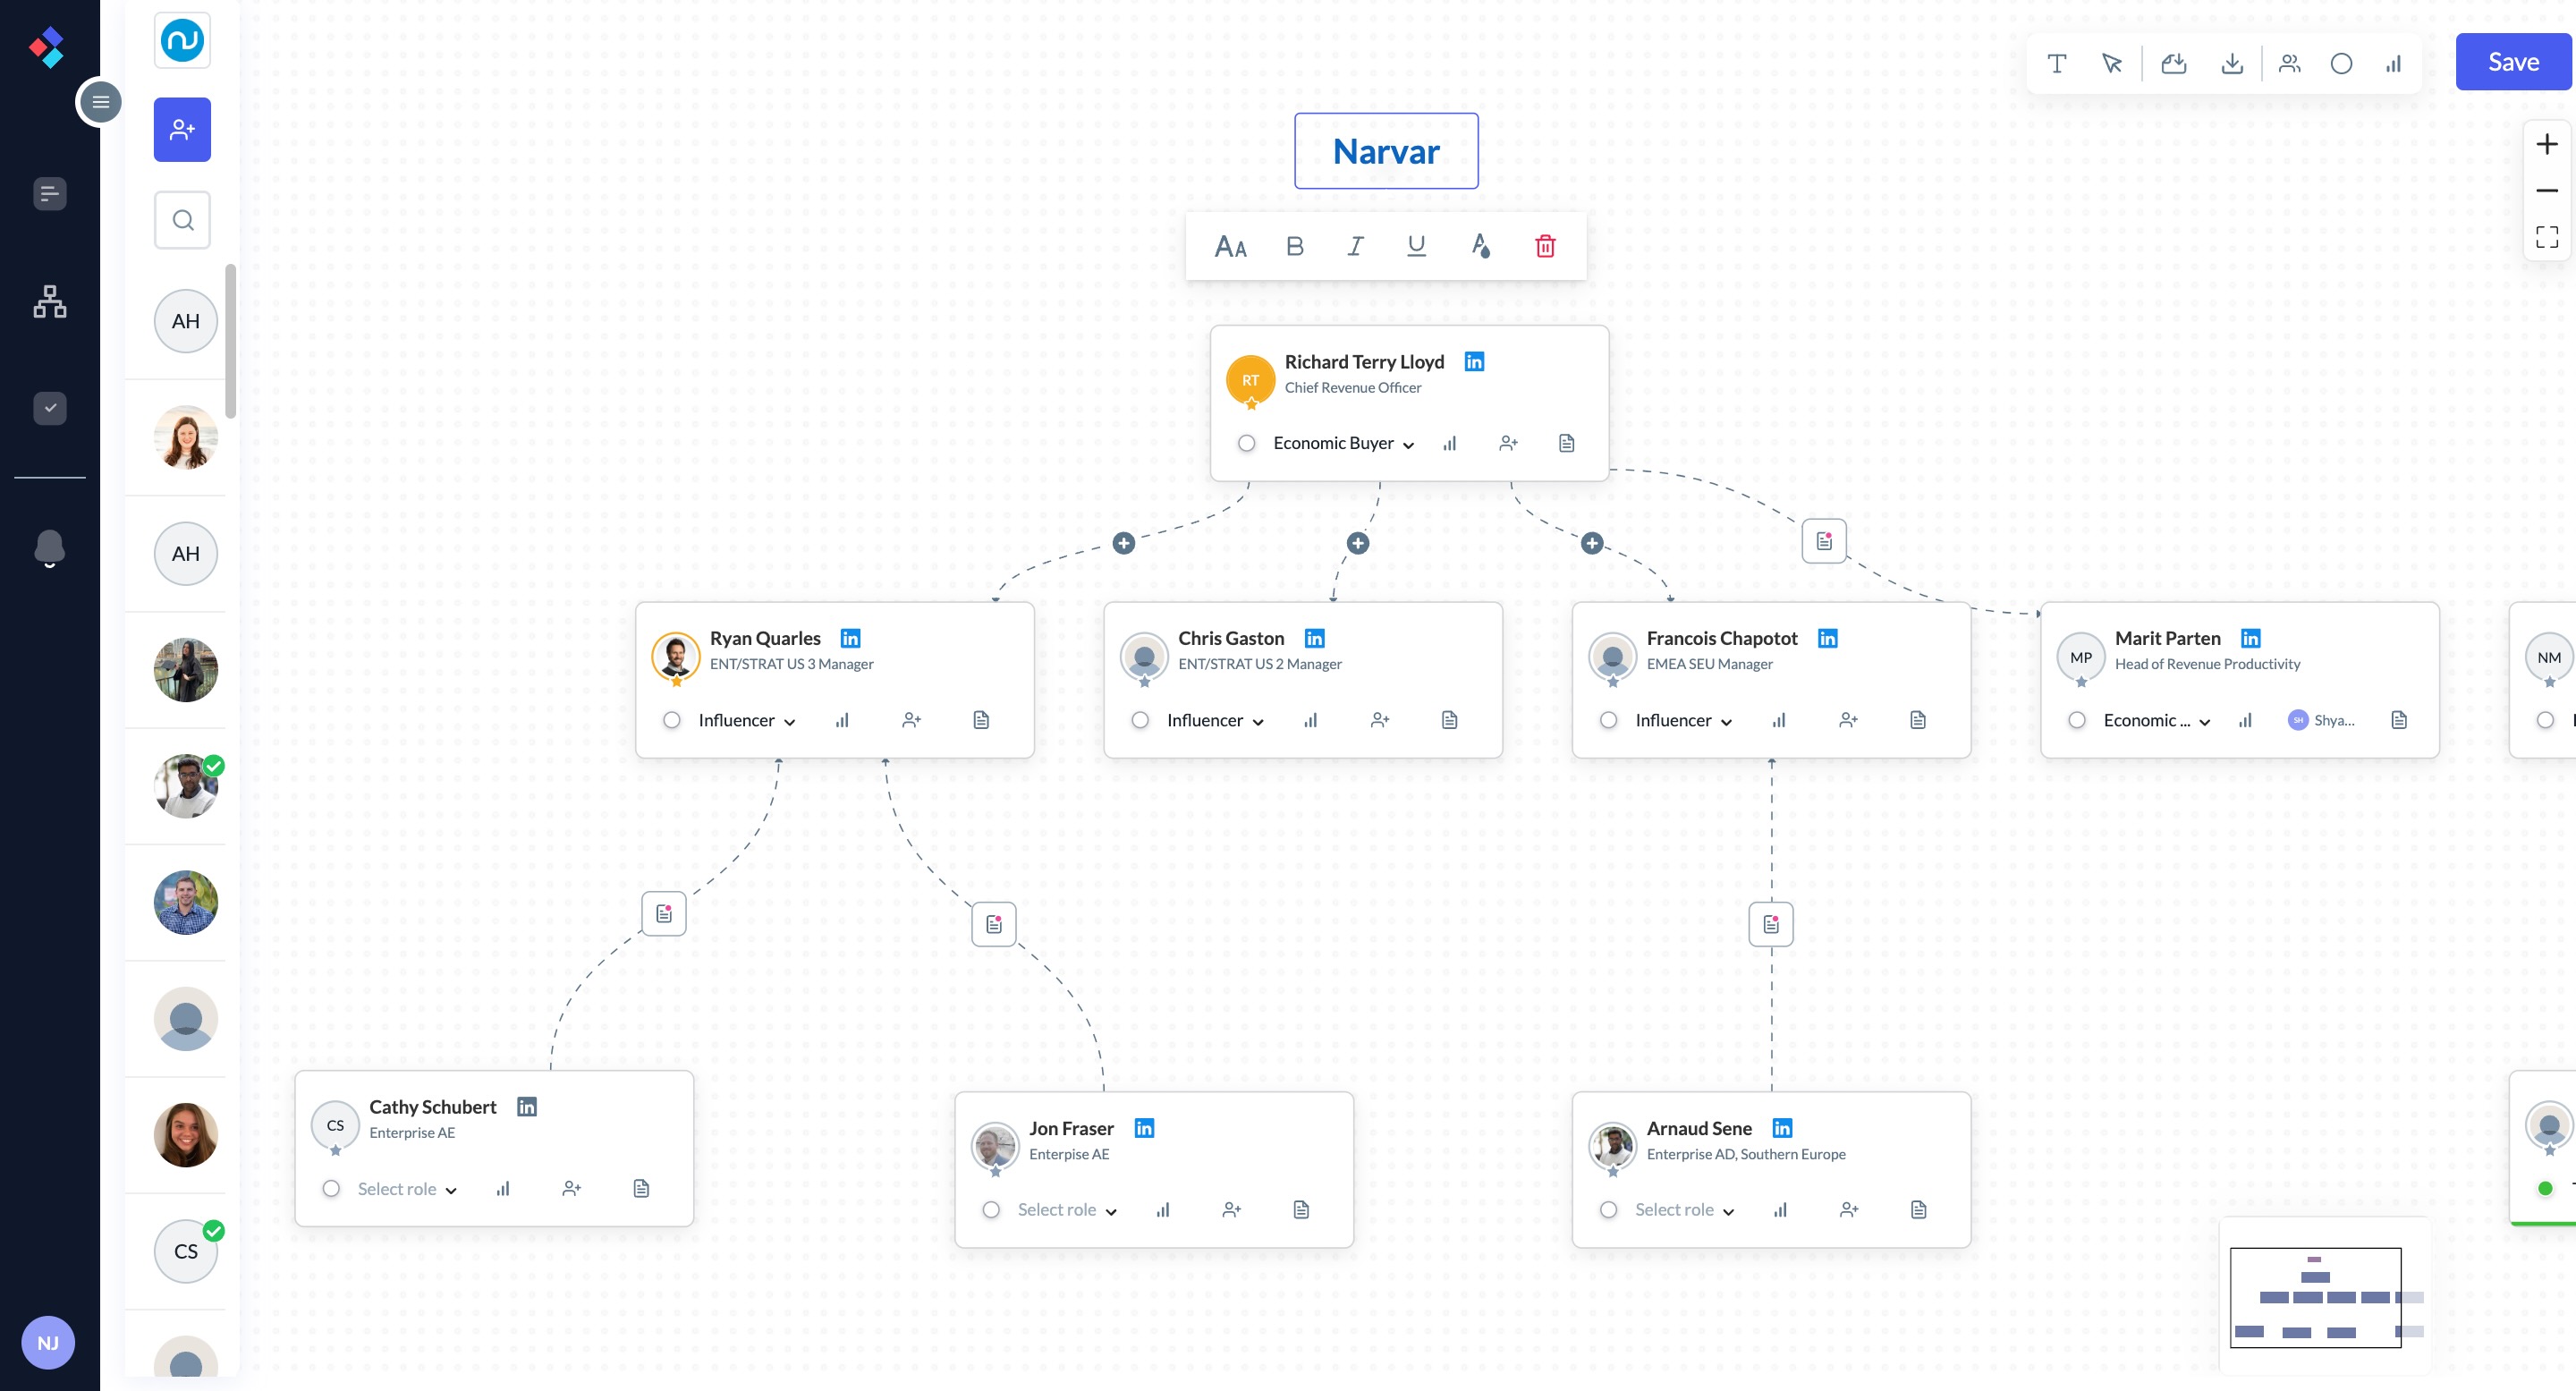 Save
Narvar
AA B I U A
AH
AH
CS
NJ
RT
Richard Terry Lloyd in
Chief Revenue Officer
Economic Buyer
Ryan Quarles in
ENT/STRAT US 3 Manager
Influencer
Chris Gaston in
ENT/STRAT US 2 Manager
Influencer
Francois Chapotot in
EMEA SEU Manager
Influencer
MP
Marit Parten in
Head of Revenue Productivity
Economic ...
SH Shya...
NM
CS
Cathy Schubert in
Enterprise AE
Select role
Jon Fraser in
Enterpise AE
Select role
Arnaud Sene in
Enterprise AD, Southern Europe
Select role